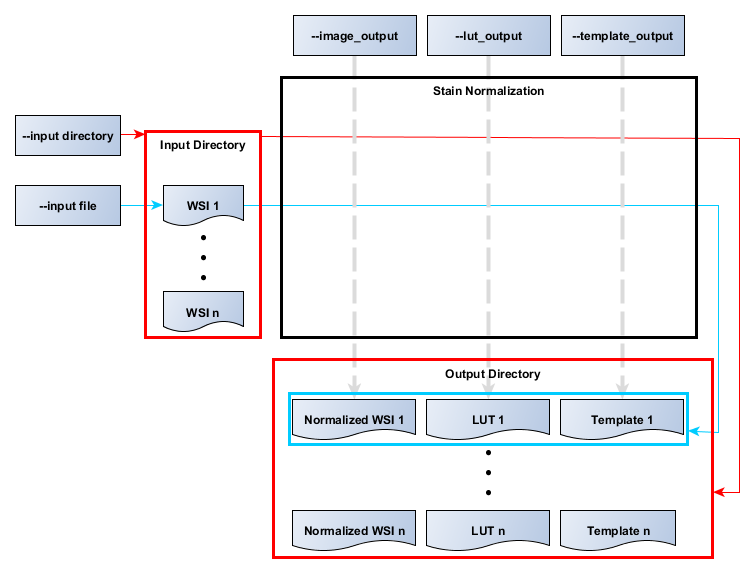 --image_output
--lut_output
--template_output
Stain Normalization
--input directory
Input Directory
--input file
WSI 1
WSI n
Output Directory
Normalized WSI 1
LUT 1
Template 1
Normalized WSI n
LUT n
Template n